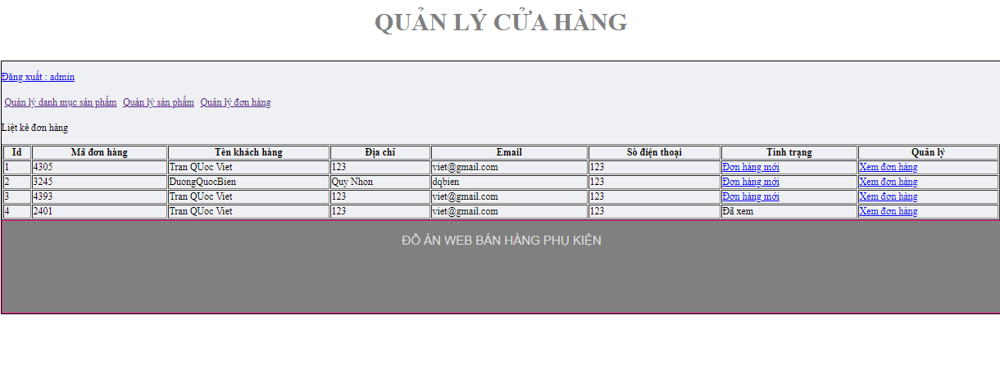 QUẢN LÝ CỬA HÀNG
Đăng xuất : admin
Quản lý danh mục sản phẩm Quản lý sản phẩm Quản lý đơn hàng
Liệt kê đơn hàng
Id Mã đơn hàng Tên khách hàng Địa chỉ Email Số điện thoại Tình trạng Quản lý
1 4305 Tran QUoc Viet 123 viet@gmail.com 123 Đơn hàng mới Xem đơn hàng
2 3245 DuongQuocBien Quy Nhon dqbien 123 Đơn hàng mới Xem đơn hàng
3 4393 Tran QUoc Viet 123 viet@gmail.com 123 Đơn hàng mới Xem đơn hàng
4 2401 Tran QUoc Viet 123 viet@gmail.com 123 Đã xem Xem đơn hàng
ĐỒ ÁN WEB BÁN HÀNG PHỤ KIỆN